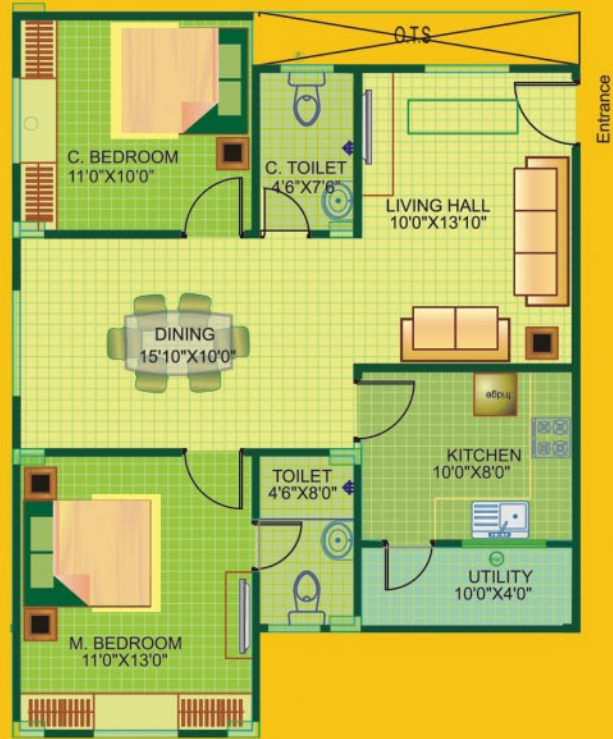 O.T.S
Entrance
C. BEDROOM
11'0"X10'0"
C. TOILET
4'6"X7'6"
LIVING HALL
10'0"X13'10"
DINING
15'10"X10'0"
fridge
KITCHEN
10'0"X8'0"
TOILET
4'6"X8'0"
UTILITY
10'0"X4'0"
M. BEDROOM
11'0"X13'0"